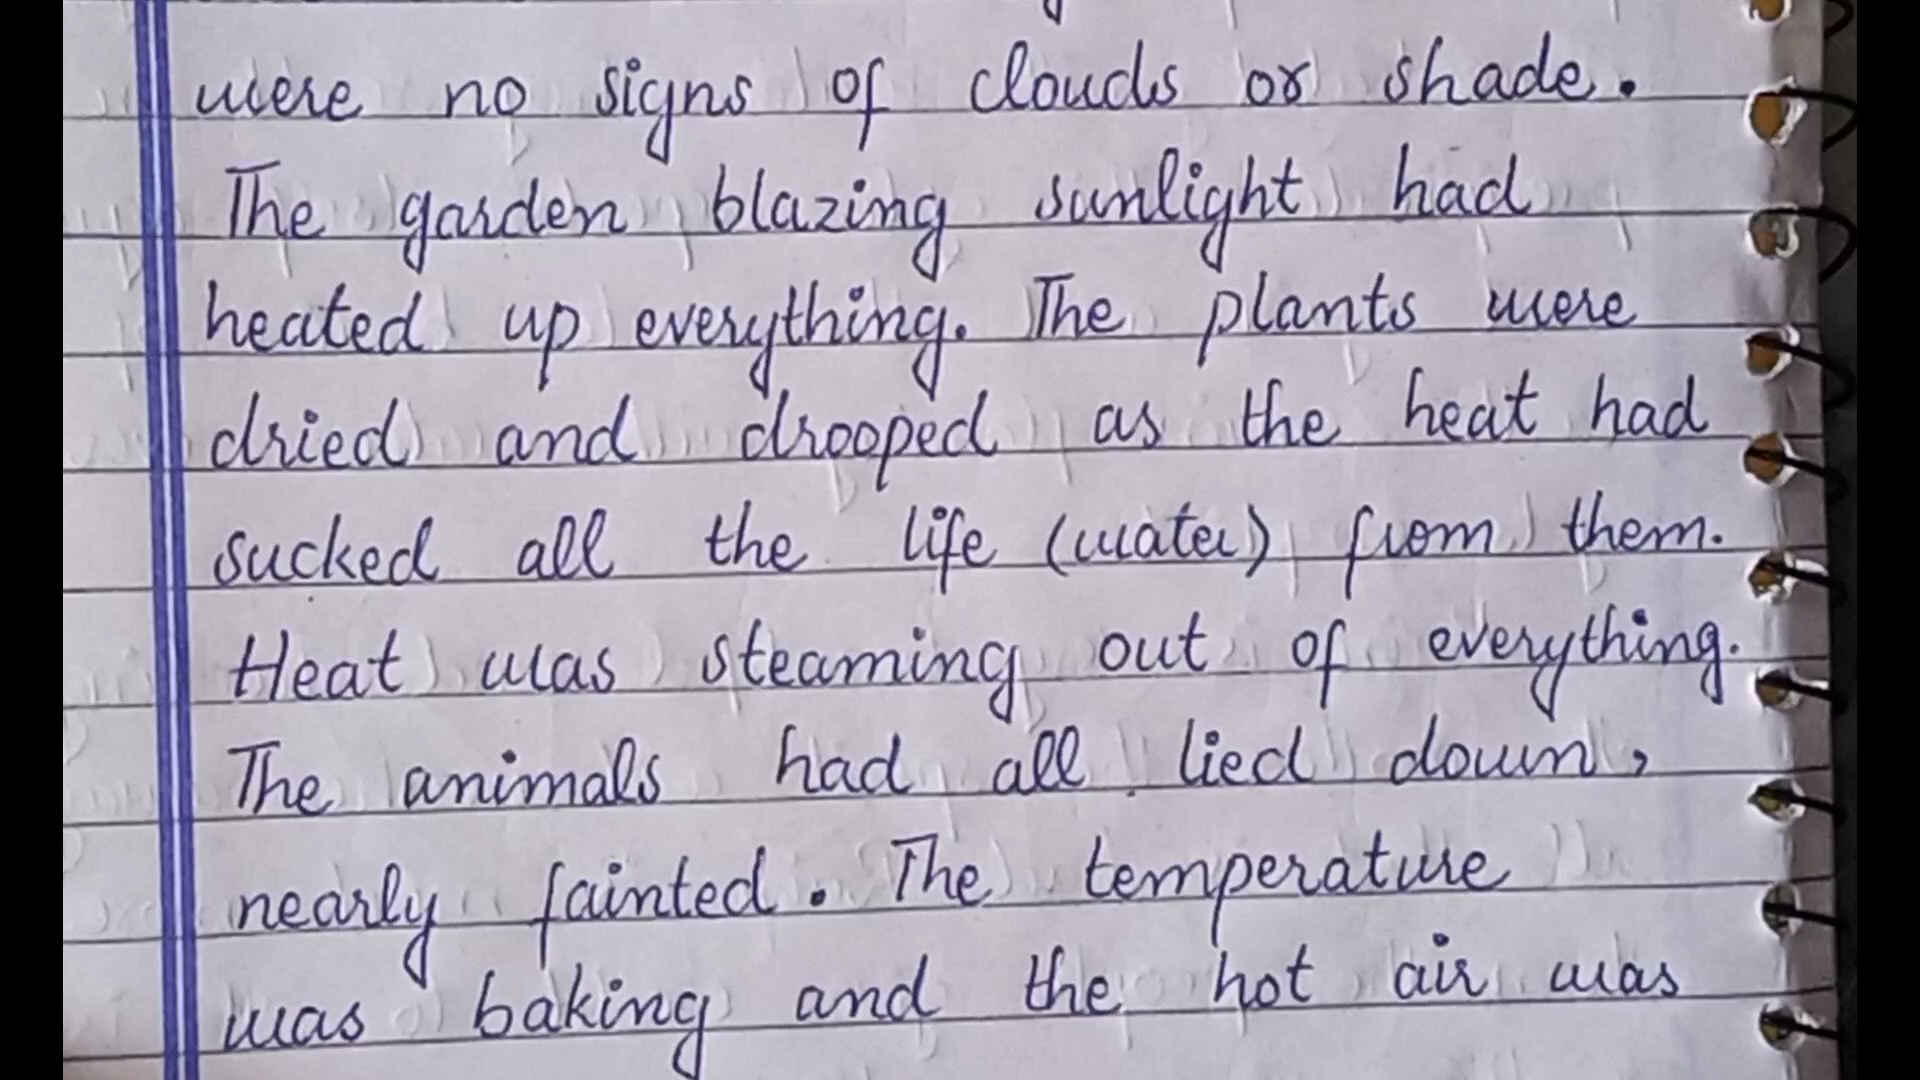 were no signs of clouds or shade.
The garden blazing sunlight had
heated up everything. The plants were
dried and drooped as the heat had
sucked all the life (water) from them.
Heat was steaming out of everything.
The animals had all lied down,
nearly fainted. The temperature
was baking and the hot air was